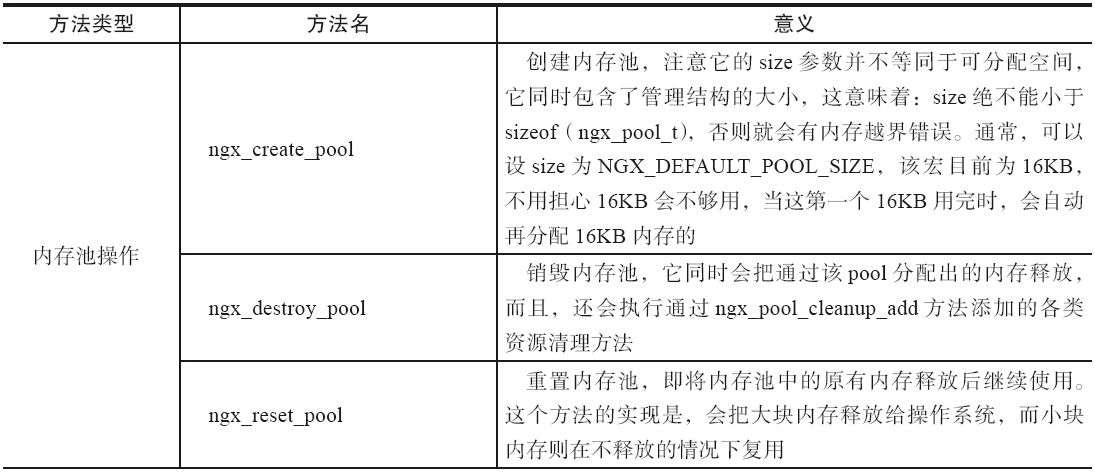 方法类型 方法名 意义
内存池操作
ngx_create_pool
创建内存池，注意它的 size 参数并不等同于可分配空间，
它同时包含了管理结构的大小，这意味着：size 绝不能小于
sizeof（ngx_pool_t)，否则就会有内存越界错误。通常，可以
设 size 为 NGX_DEFAULT_POOL_SIZE，该宏目前为 16KB，
不用担心 16KB 会不够用，当这第一个 16KB 用完时，会自动
再分配 16KB 内存的
ngx_destroy_pool
销毁内存池，它同时会把通过该 pool 分配出的内存释放，
而且，还会执行通过 ngx_pool_cleanup_add 方法添加的各类
资源清理方法
ngx_reset_pool
重置内存池，即将内存池中的原有内存释放后继续使用。
这个方法的实现是，会把大块内存释放给操作系统，而小块
内存则在不释放的情况下复用